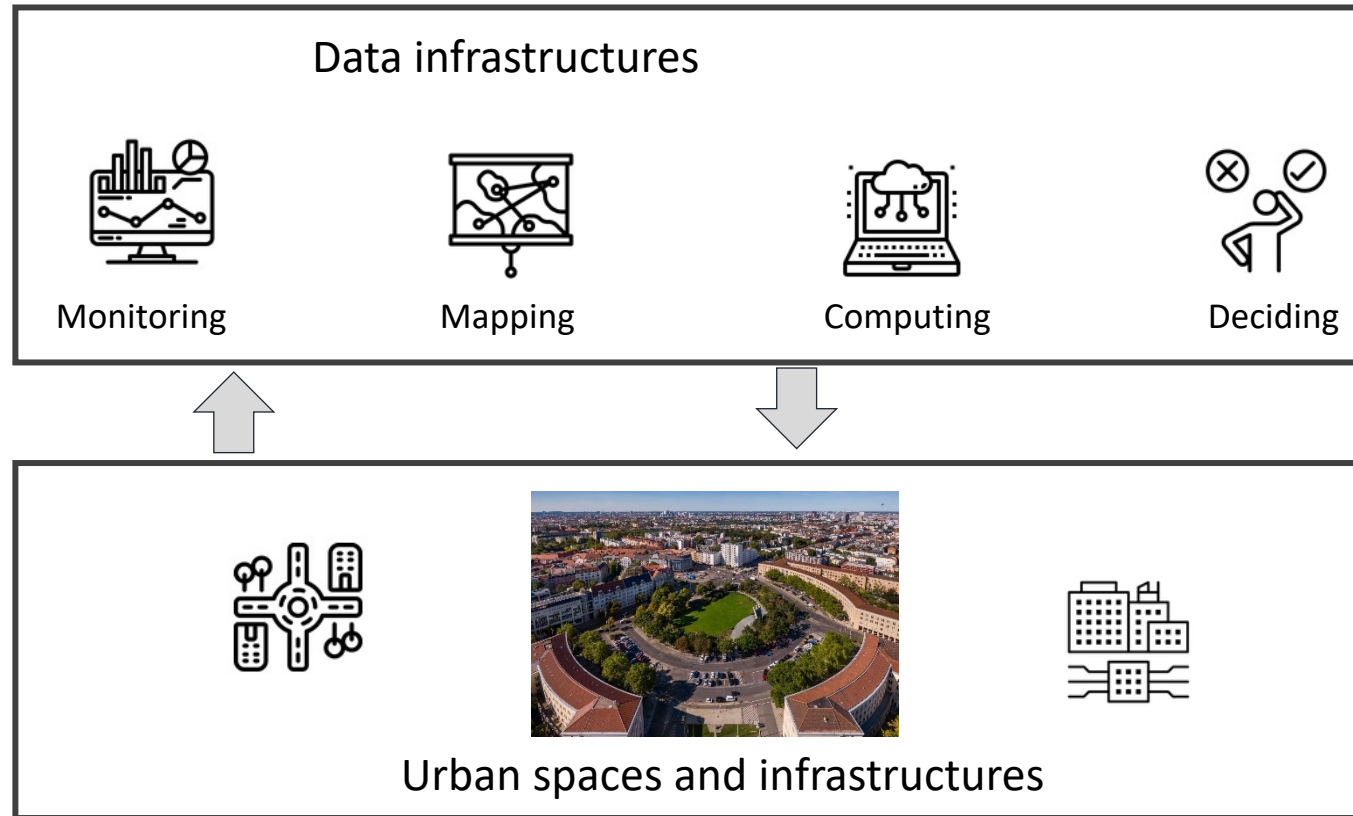 Data infrastructures
Monitoring
Mapping
Computing
Deciding
Urban spaces and infrastructures